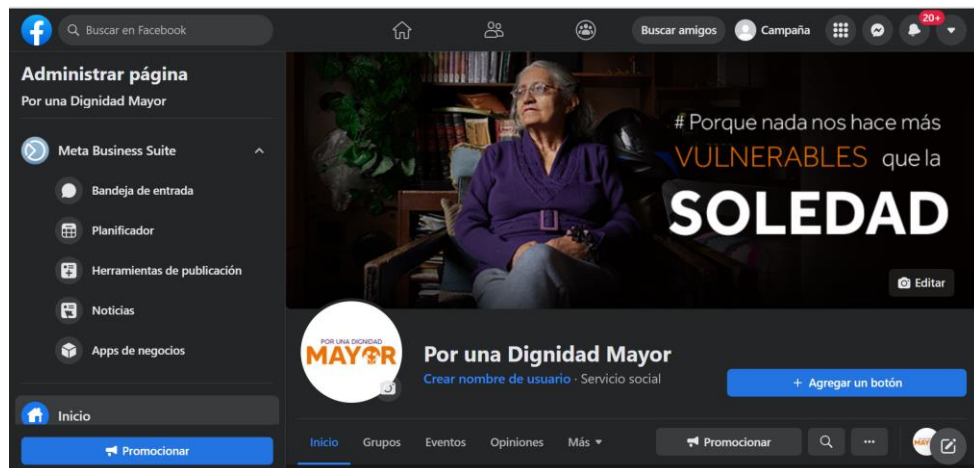 Buscar en Facebook
Buscar amigos
Campaña
20+
Administrar página
Por una Dignidad Mayor
Meta Business Suite
Bandeja de entrada
Planificador
Herramientas de publicación
Noticias
Apps de negocios
Inicio
Promocionar
# Porque nada nos hace más
VULNERABLES que la
SOLEDAD
Editar
POR UNA DIGNIDAD
MAYOR
Por una Dignidad Mayor
Crear nombre de usuario · Servicio social
+ Agregar un botón
Inicio
Grupos
Eventos
Opiniones
Más
Promocionar